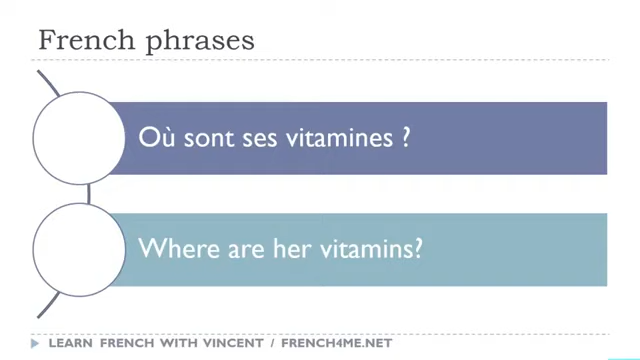 French phrases
Où sont ses vitamines ?
Where are her vitamins?
LEARN FRENCH WITH VINCENT / FRENCH4ME.NET